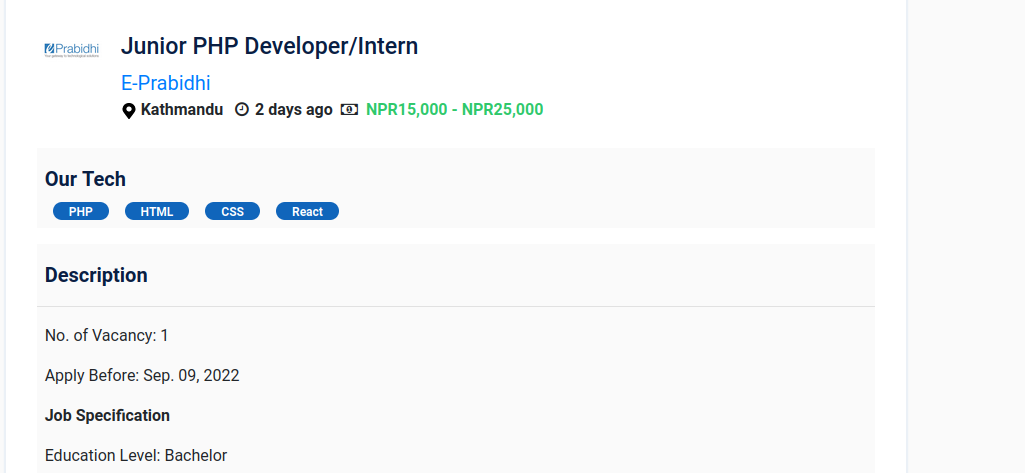 Prabidhi
Junior PHP Developer/Intern
E-Prabidhi
Kathmandu 2 days ago NPR15,000 - NPR25,000
Our Tech
PHP HTML CSS React
Description
No. of Vacancy: 1
Apply Before: Sep. 09, 2022
Job Specification
Education Level: Bachelor